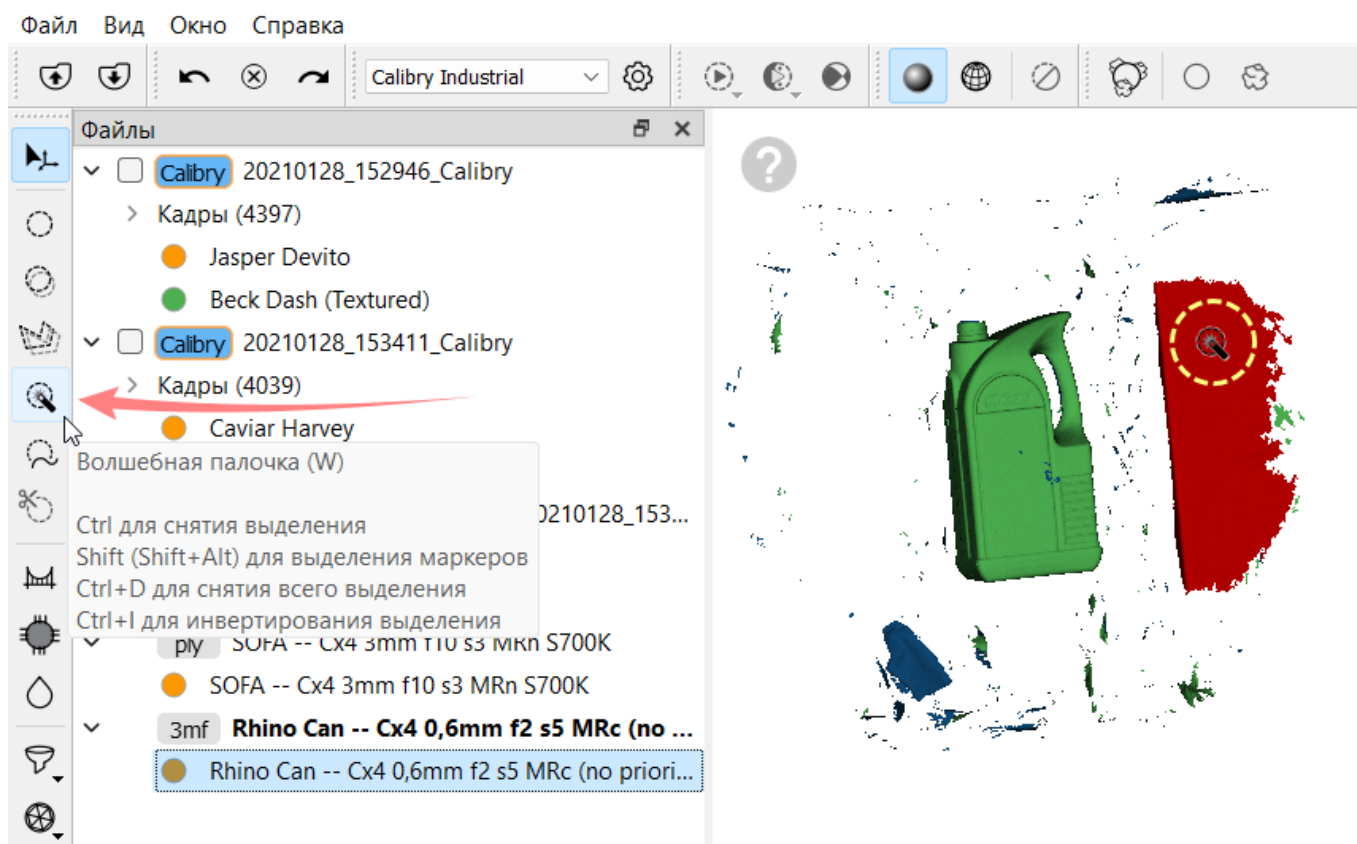 Файл Вид Окно Справка
Calibry Industrial
Файлы
Calibry 20210128_152946_Calibry
Кадры (4397)
Jasper Devito
Beck Dash (Textured)
Calibry 20210128_153411_Calibry
Кадры (4039)
Caviar Harvey
Волшебная палочка (W)
0210128_153...
Ctrl для снятия выделения
Shift (Shift+Alt) для выделения маркеров
Ctrl+D для снятия всего выделения
Ctrl+I для инвертирования выделения
ply SOFA -- Cx4 3mm f10 s3 MRn S700K
SOFA -- Cx4 3mm f10 s3 MRn S700K
3mf Rhino Can -- Cx4 0,6mm f2 s5 MRc (no ...
Rhino Can -- Cx4 0,6mm f2 s5 MRc (no priori...
?